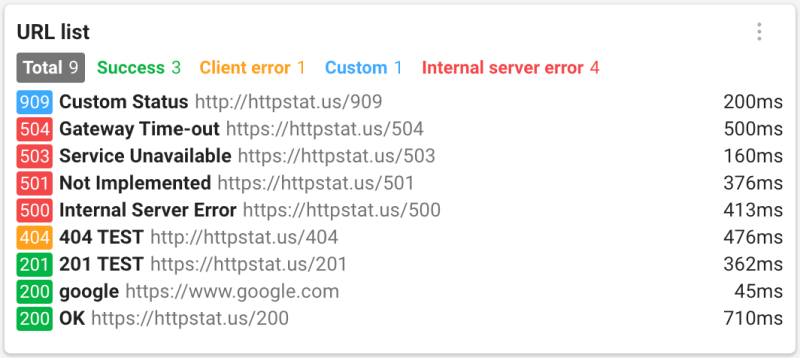 URL list
Total 9 Success 3 Client error 1 Custom 1 Internal server error 4
909 Custom Status http://httpstat.us/909 200ms
504 Gateway Time-out https://httpstat.us/504 500ms
503 Service Unavailable https://httpstat.us/503 160ms
501 Not Implemented https://httpstat.us/501 376ms
500 Internal Server Error https://httpstat.us/500 413ms
404 404 TEST http://httpstat.us/404 476ms
201 201 TEST https://httpstat.us/201 362ms
200 google https://www.google.com 45ms
200 OK https://httpstat.us/200 710ms